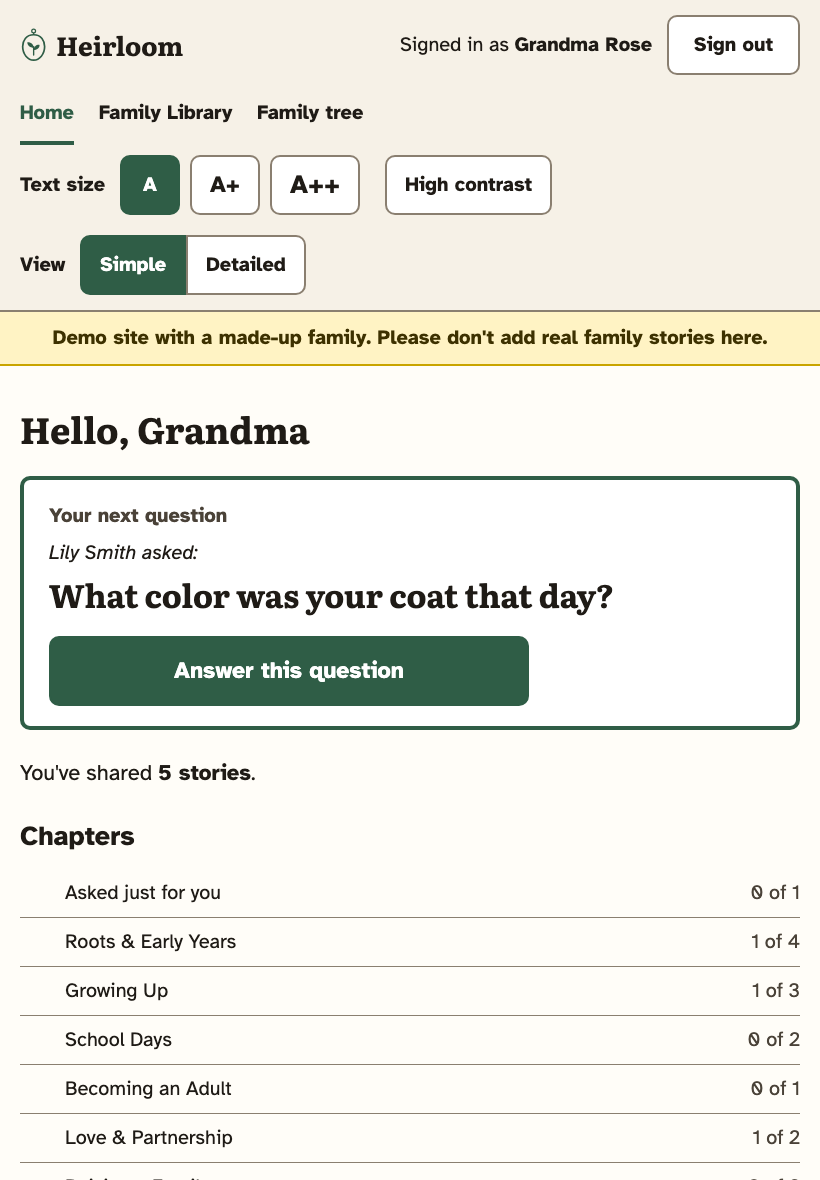 Heirloom
Signed in as Grandma Rose
Sign out
Home
Family Library
Family tree
Text size
A
A+
A++
High contrast
View
Simple
Detailed
Demo site with a made-up family. Please don't add real family stories here.
Hello, Grandma
Your next question
Lily Smith asked:
What color was your coat that day?
Answer this question
You've shared 5 stories.
Chapters
Asked just for you 0 of 1
Roots & Early Years 1 of 4
Growing Up 1 of 3
School Days 0 of 2
Becoming an Adult 0 of 1
Love & Partnership 1 of 2